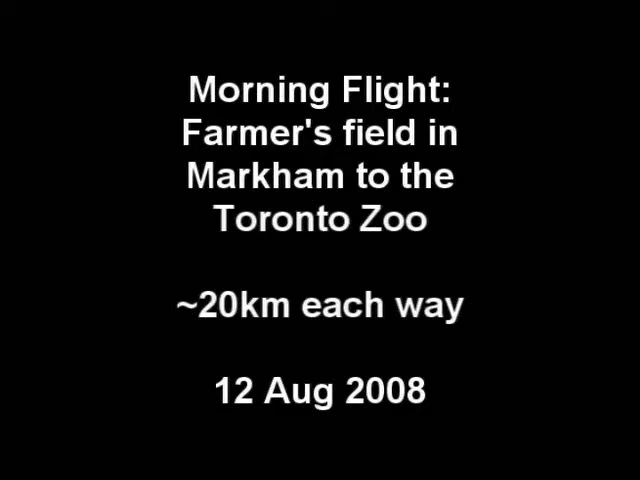 Morning Flight:
Farmer's field in
Markham to the
Toronto Zoo
~20km each way
12 Aug 2008